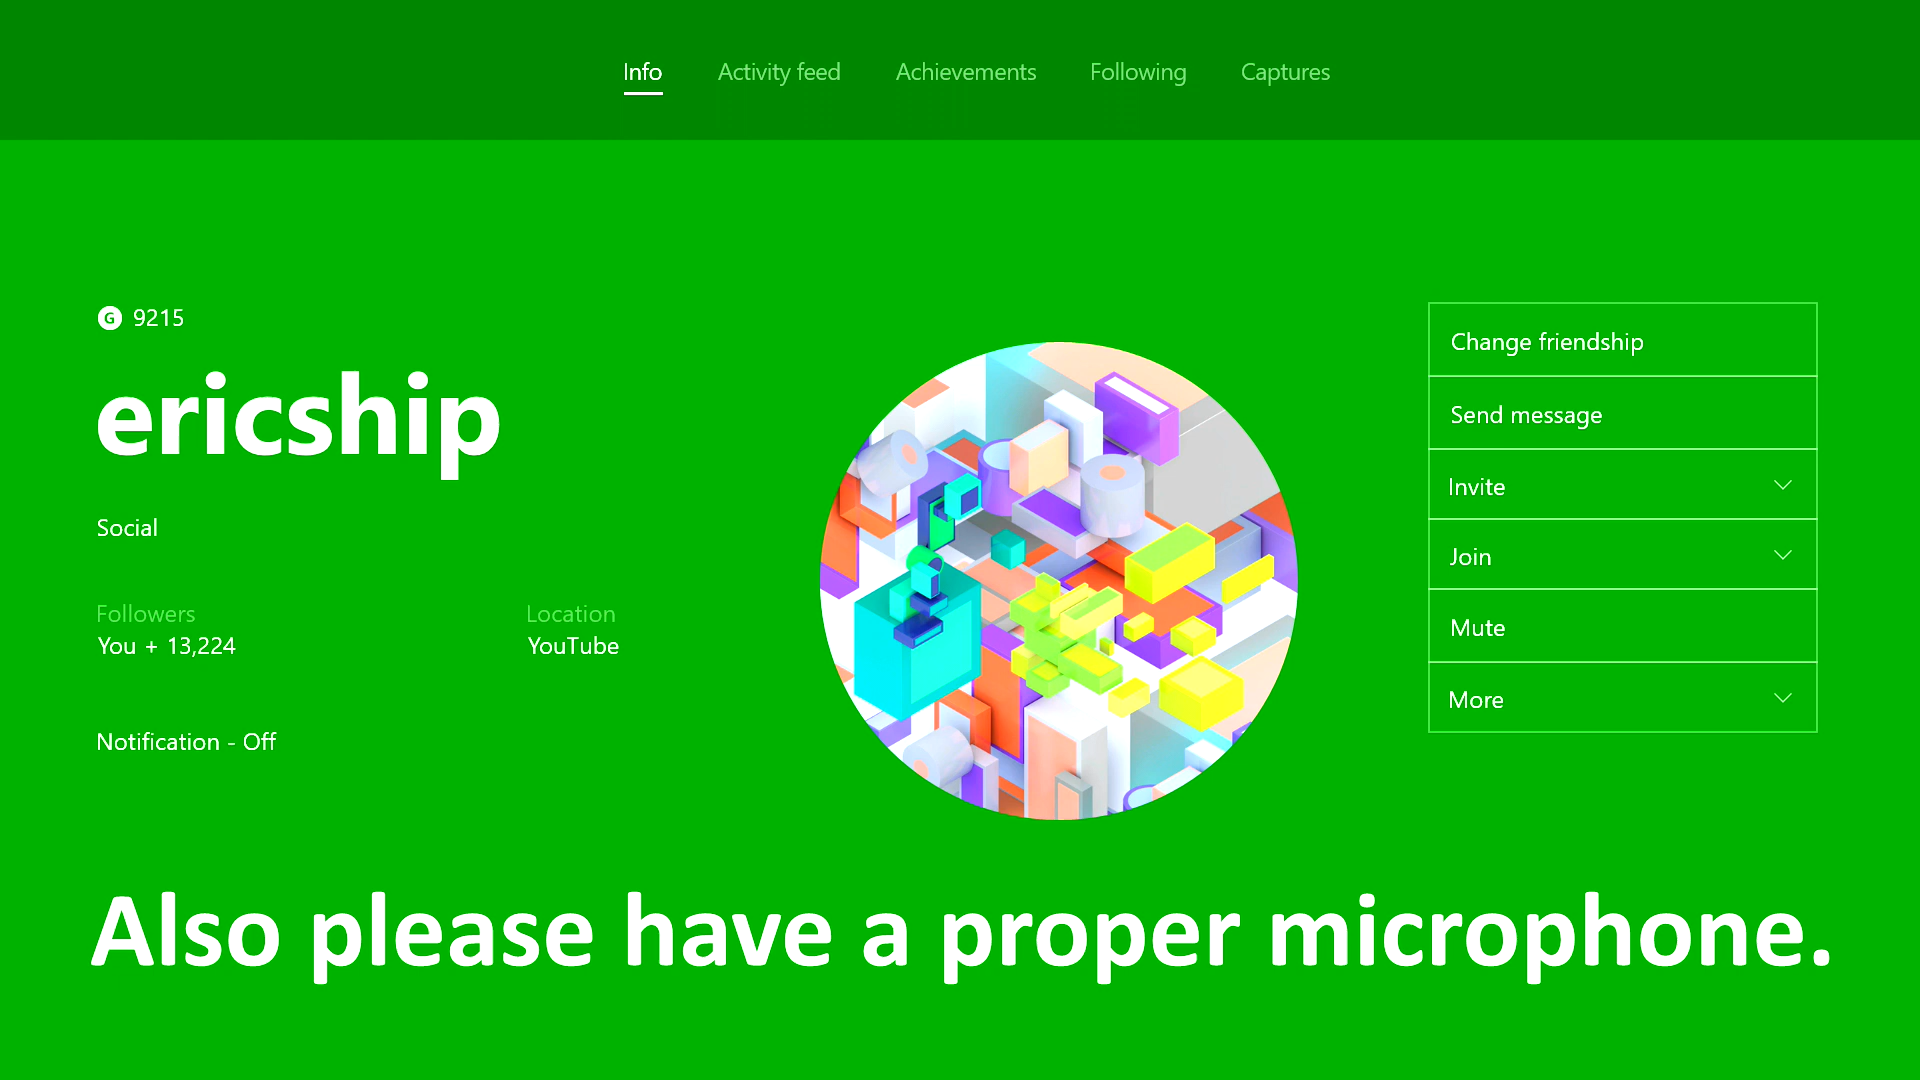 Info Activity feed Achievements Following Captures
G 9215
ericship
Social
Followers
You + 13,224
Location
YouTube
Notification - Off
Change friendship
Send message
Invite
Join
Mute
More
Also please have a proper microphone.